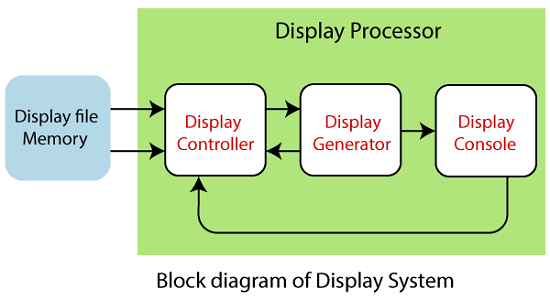 Display Processor
Display file
Memory
Display
Controller
Display
Generator
Display
Console
Block diagram of Display System